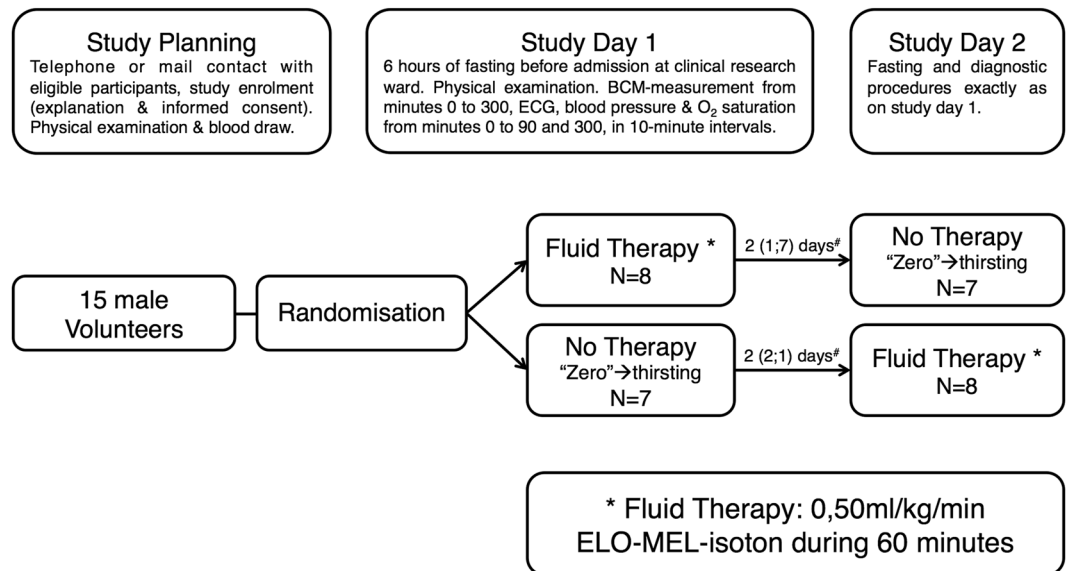 Study Planning
Telephone or mail contact with
eligible participants, study enrolment
(explanation & informed consent).
Physical examination & blood draw.
Study Day 1
6 hours of fasting before admission at clinical research
ward. Physical examination. BCM-measurement from
minutes 0 to 300, ECG, blood pressure & O₂ saturation
from minutes 0 to 90 and 300, in 10-minute intervals.
Study Day 2
Fasting and diagnostic
procedures exactly as
on study day 1.
15 male
Volunteers
Randomisation
Fluid Therapy *
N=8
2 (1;7) days#
No Therapy
“Zero”→thirsting
N=7
No Therapy
“Zero”→thirsting
N=7
2 (2;1) days#
Fluid Therapy *
N=8
* Fluid Therapy: 0,50ml/kg/min
ELO-MEL-isoton during 60 minutes